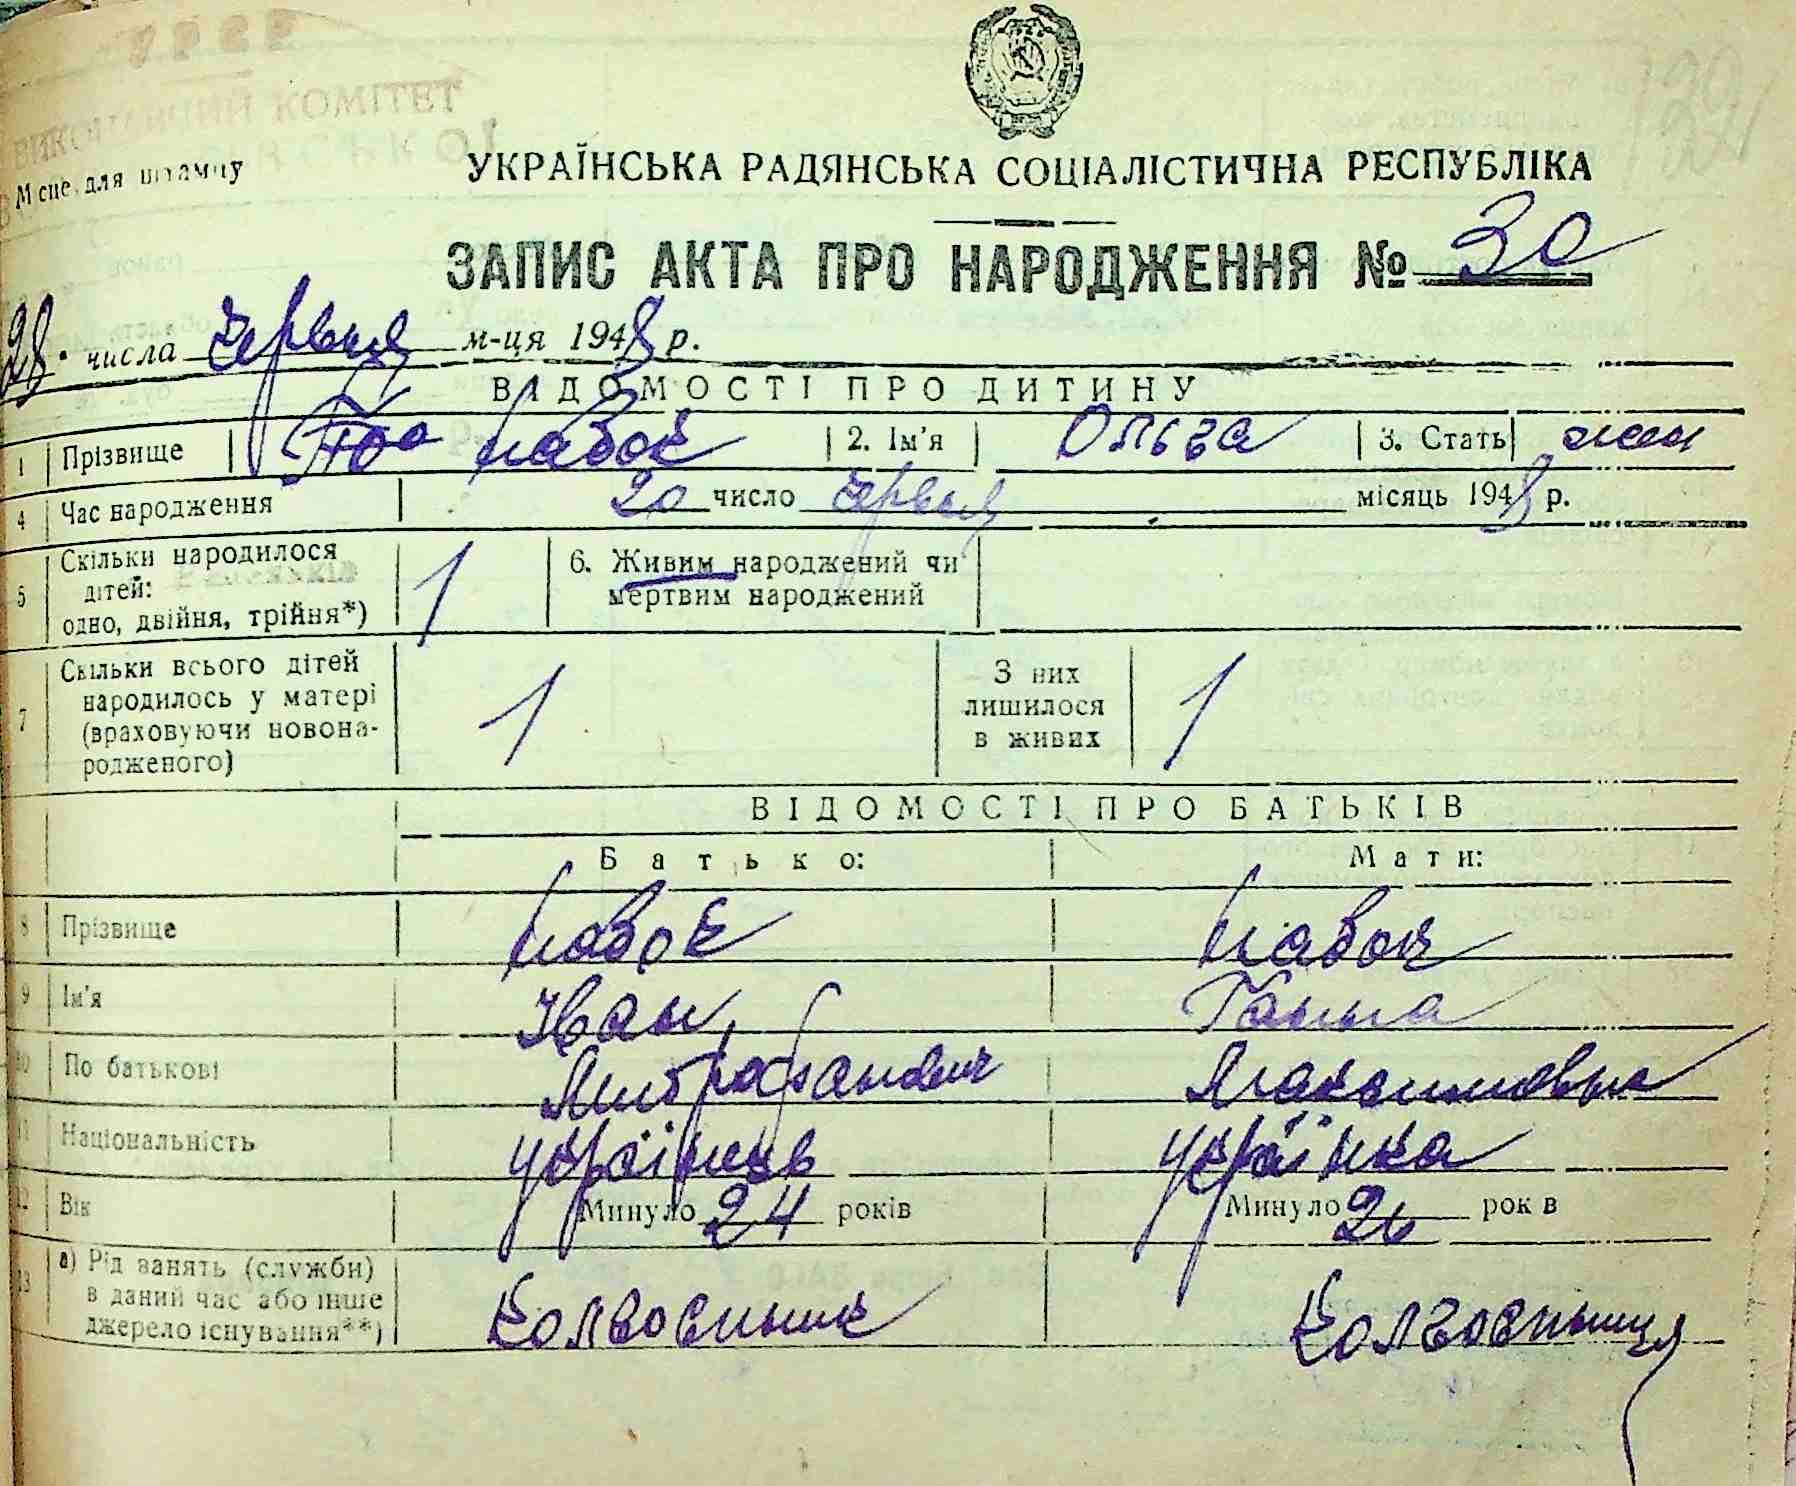 УРСР
ВИКОНАВЧИЙ КОМІТЕТ
Місце для штампу
УКРАЇНСЬКА РАДЯНСЬКА СОЦІАЛІСТИЧНА РЕСПУБЛІКА
ЗАПИС АКТА ПРО НАРОДЖЕННЯ № 30
28 числа червня м-ця 1948 р.
ВІДОМОСТІ ПРО ДИТИНУ
1 Прізвище 2. Ім'я Ольга 3. Стать жен
4 Час народження 20 число червня місяць 1948 р.
5 Скільки народилося дітей: одно, двійня, трійня*) 1 6. Живим народжений чи мертвим народжений
7 Скільки всього дітей народилось у матері (враховуючи новонародженого) 1 З них лишилося в живих 1
ВІДОМОСТІ ПРО БАТЬКІВ
Батько: Мати:
8 Прізвище
9 Ім'я Іван Ганна
10 По батькові Митрофанович Максимовна
11 Національність українець українка
12 Вік Минуло 24 років Минуло 26 років
13 а) Рід занять (служби) в даний час або інше джерело існування**) Колгоспник Колгоспниця